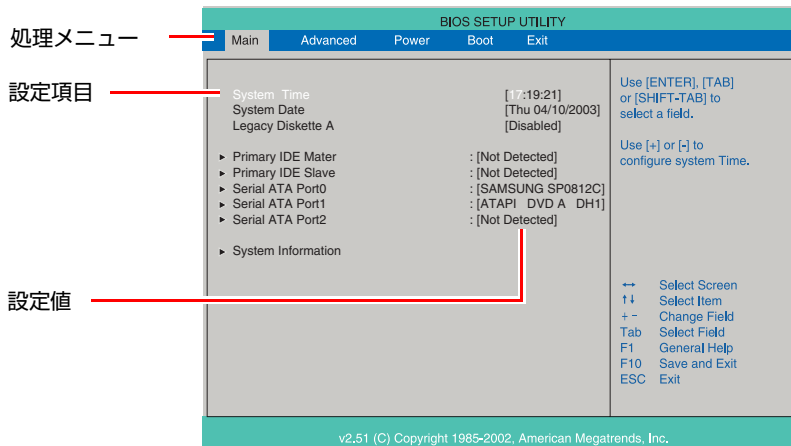 BIOS SETUP UTILITY
処理メニュー
Main Advanced Power Boot Exit
設定項目
System Time [17:19:21]
System Date [Thu 04/10/2003]
Legacy Diskette A [Disabled]
▶ Primary IDE Mater : [Not Detected]
▶ Primary IDE Slave : [Not Detected]
▶ Serial ATA Port0 : [SAMSUNG SP0812C]
▶ Serial ATA Port1 : [ATAPI DVD A DH1]
▶ Serial ATA Port2 : [Not Detected]
▶ System Information
設定値
Use [ENTER], [TAB]
or [SHIFT-TAB] to
select a field.
Use [+] or [-] to
configure system Time.
↔ Select Screen
↑↓ Select Item
+ - Change Field
Tab Select Field
F1 General Help
F10 Save and Exit
ESC Exit
v2.51 (C) Copyright 1985-2002, American Megatrends, Inc.